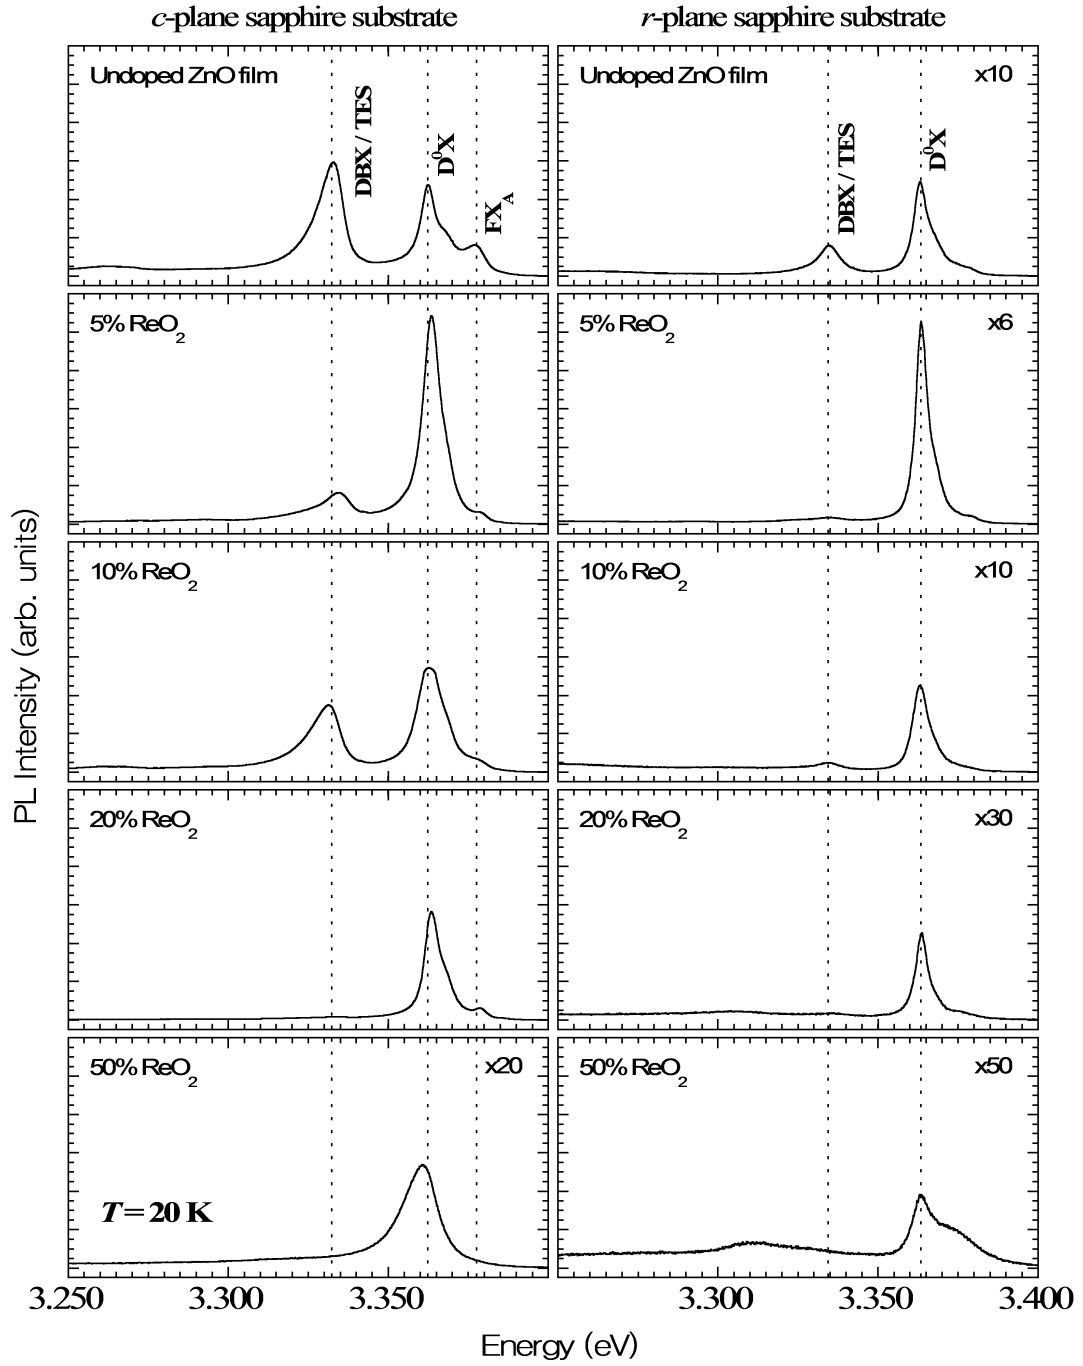 c-plane sapphire substrate
r-plane sapphire substrate
Undoped ZnO film
DBX / TES
D⁰X
FX_A
Undoped ZnO film
x10
DBX / TES
D⁰X
5% ReO₂
5% ReO₂
x6
10% ReO₂
10% ReO₂
x10
20% ReO₂
20% ReO₂
x30
50% ReO₂
x20
T = 20 K
50% ReO₂
x50
PL Intensity (arb. units)
3.250 3.300 3.350 3.300 3.350 3.400
Energy (eV)